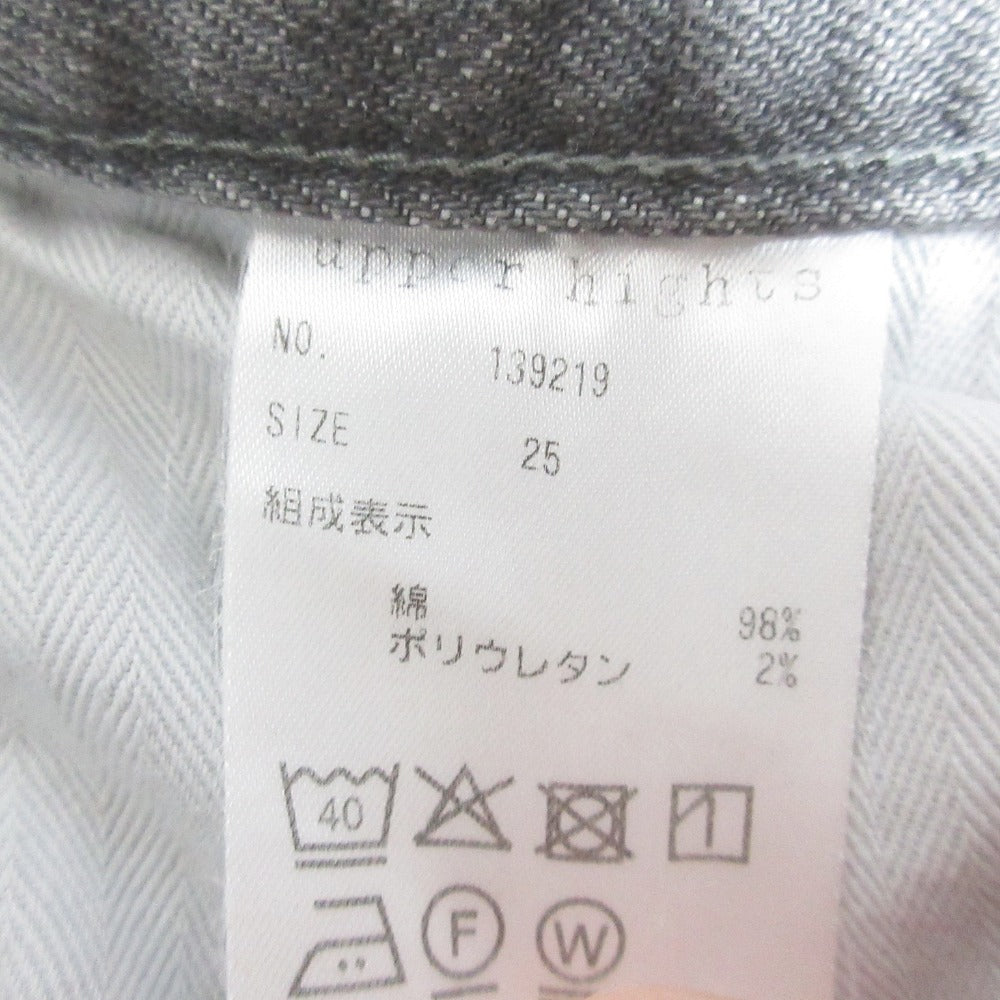 upper hights
NO. 139219
SIZE 25
組成表示
綿 98%
ポリウレタン 2%
40
F
W